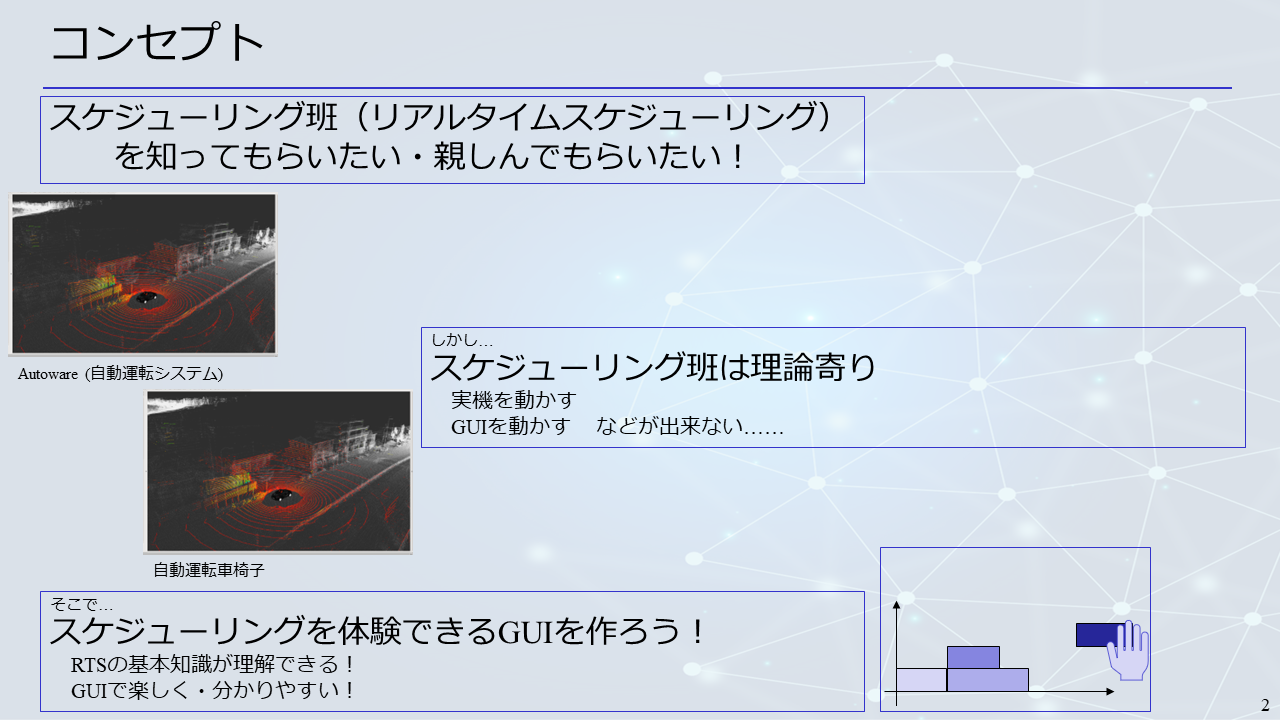 コンセプト
スケジューリング班（リアルタイムスケジューリング）
を知ってもらいたい・親しんでもらいたい！
Autoware (自動運転システム)
しかし…
スケジューリング班は理論寄り
実機を動かす
GUIを動かす　などが出来ない……
自動運転車椅子
そこで…
スケジューリングを体験できるGUIを作ろう！
RTSの基本知識が理解できる！
GUIで楽しく・分かりやすい！
2